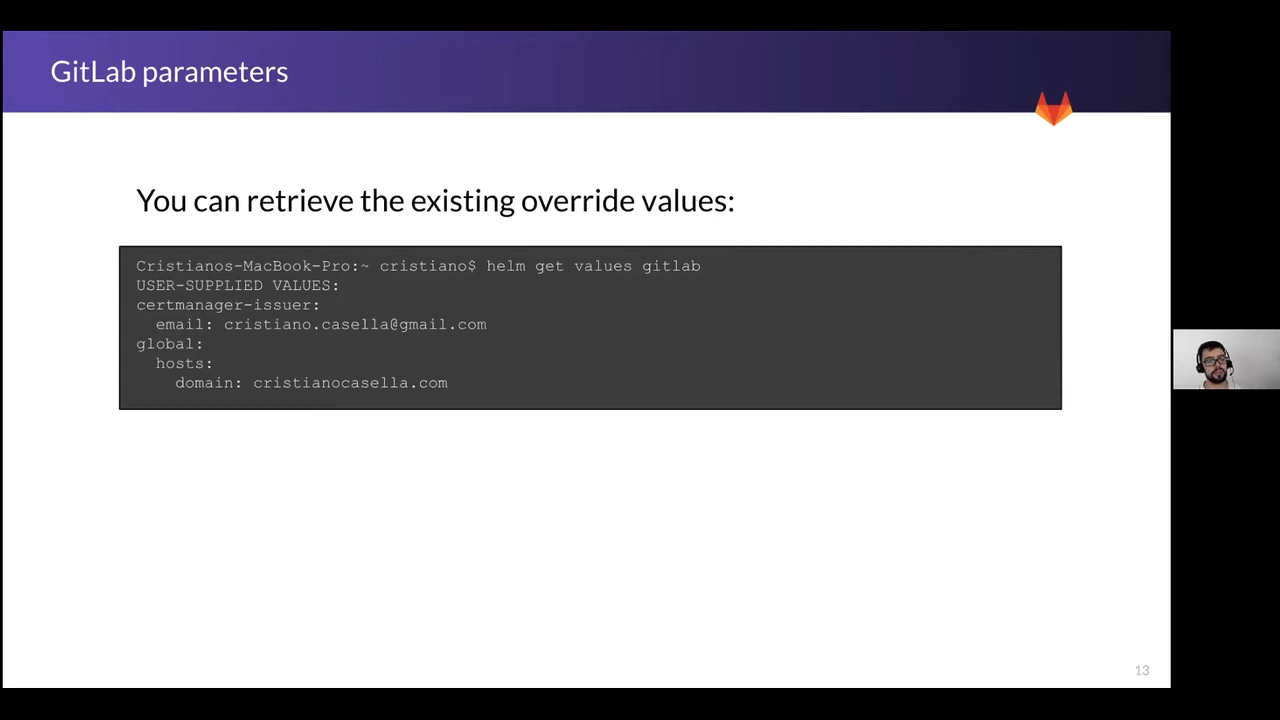 GitLab parameters
You can retrieve the existing override values:
Cristianos-MacBook-Pro:~ cristiano$ helm get values gitlab
USER-SUPPLIED VALUES:
certmanager-issuer:
  email: cristiano.casella@gmail.com
global:
  hosts:
    domain: cristianocasella.com
13